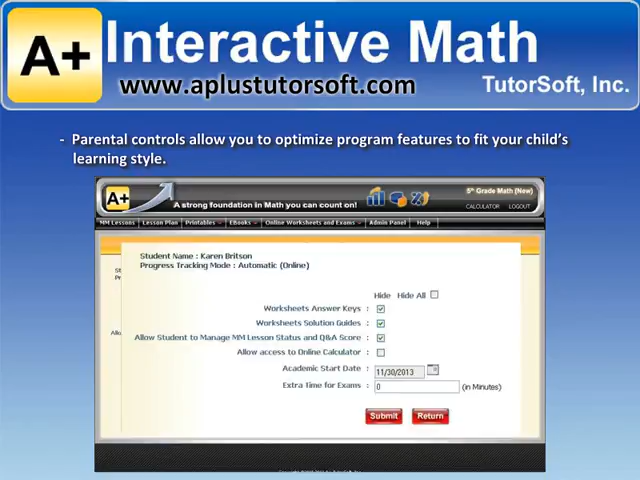 A+ Interactive Math
www.aplustutorsoft.com TutorSoft, Inc.
- Parental controls allow you to optimize program features to fit your child's
learning style.
A+ A strong foundation in Math you can count on!
5th Grade Math (New)
CALCULATOR LOGOUT
MM Lessons Lesson Plan Printables EBooks Online Worksheets and Exams Admin Panel Help
Student Name : Karen Britson
Progress Tracking Mode : Automatic (Online)
Hide Hide All
Worksheets Answer Keys :
Worksheets Solution Guides :
Allow Student to Manage MM Lesson Status and Q&A Score :
Allow access to Online Calculator :
Academic Start Date : 11/30/2013
Extra Time for Exams : 0 (in Minutes)
Submit Return